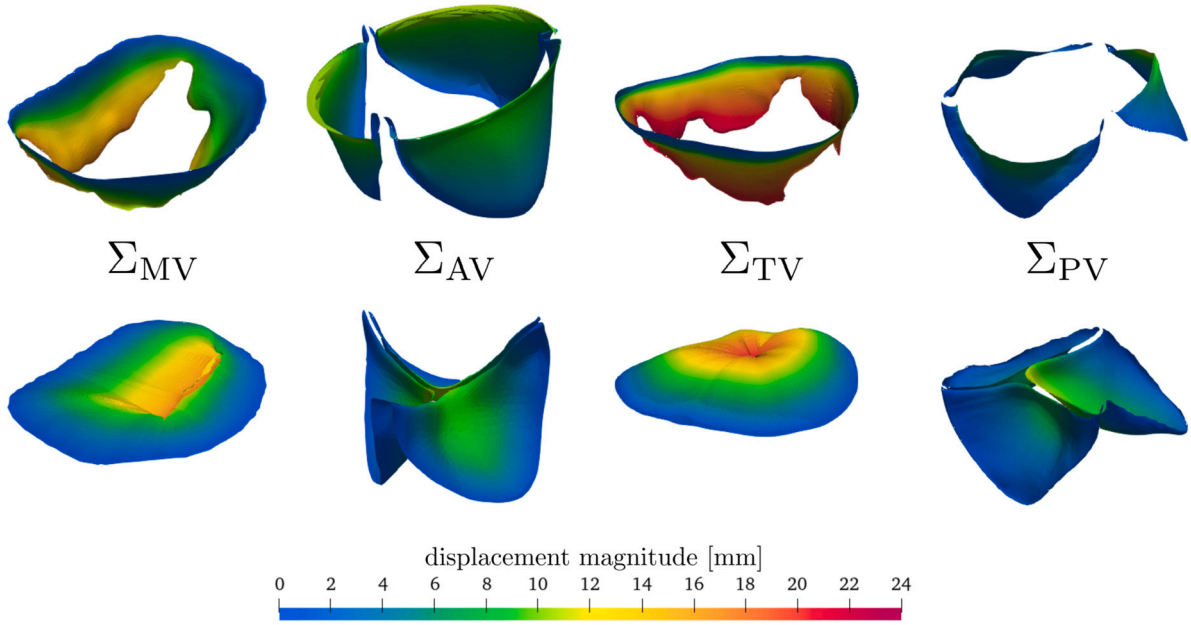 Σ_MV Σ_AV Σ_TV Σ_PV
displacement magnitude [mm]
0 2 4 6 8 10 12 14 16 18 20 22 24